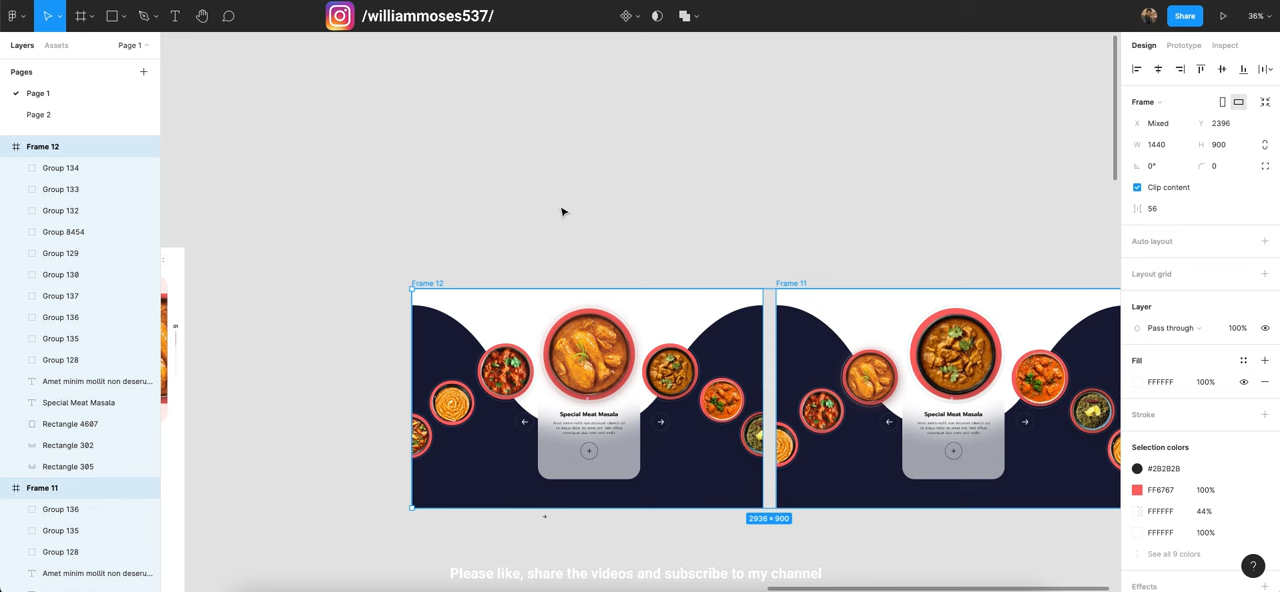 /williammoses537/
Share
36%
Layers
Assets
Page 1
Pages
Page 1
Page 2
Frame 12
Group 134
Group 133
Group 132
Group 8454
Group 129
Group 130
Group 137
Group 136
Group 135
Group 128
Amet minim mollit non deseru...
Special Meat Masala
Rectangle 4607
Rectangle 302
Rectangle 305
Frame 11
Group 136
Group 135
Group 128
Amet minim mollit non deseru...
Frame 12
Frame 11
Special Meat Masala
Special Meat Masala
2936 × 900
Please like, share the videos and subscribe to my channel
Design
Prototype
Inspect
Frame
X Mixed
Y 2396
W 1440
H 900
0°
0
Clip content
56
Auto layout
Layout grid
Layer
Pass through
100%
Fill
FFFFFF
100%
Stroke
Selection colors
#2B2B2B
FF6767
100%
FFFFFF
44%
FFFFFF
100%
See all 9 colors
Effects
?